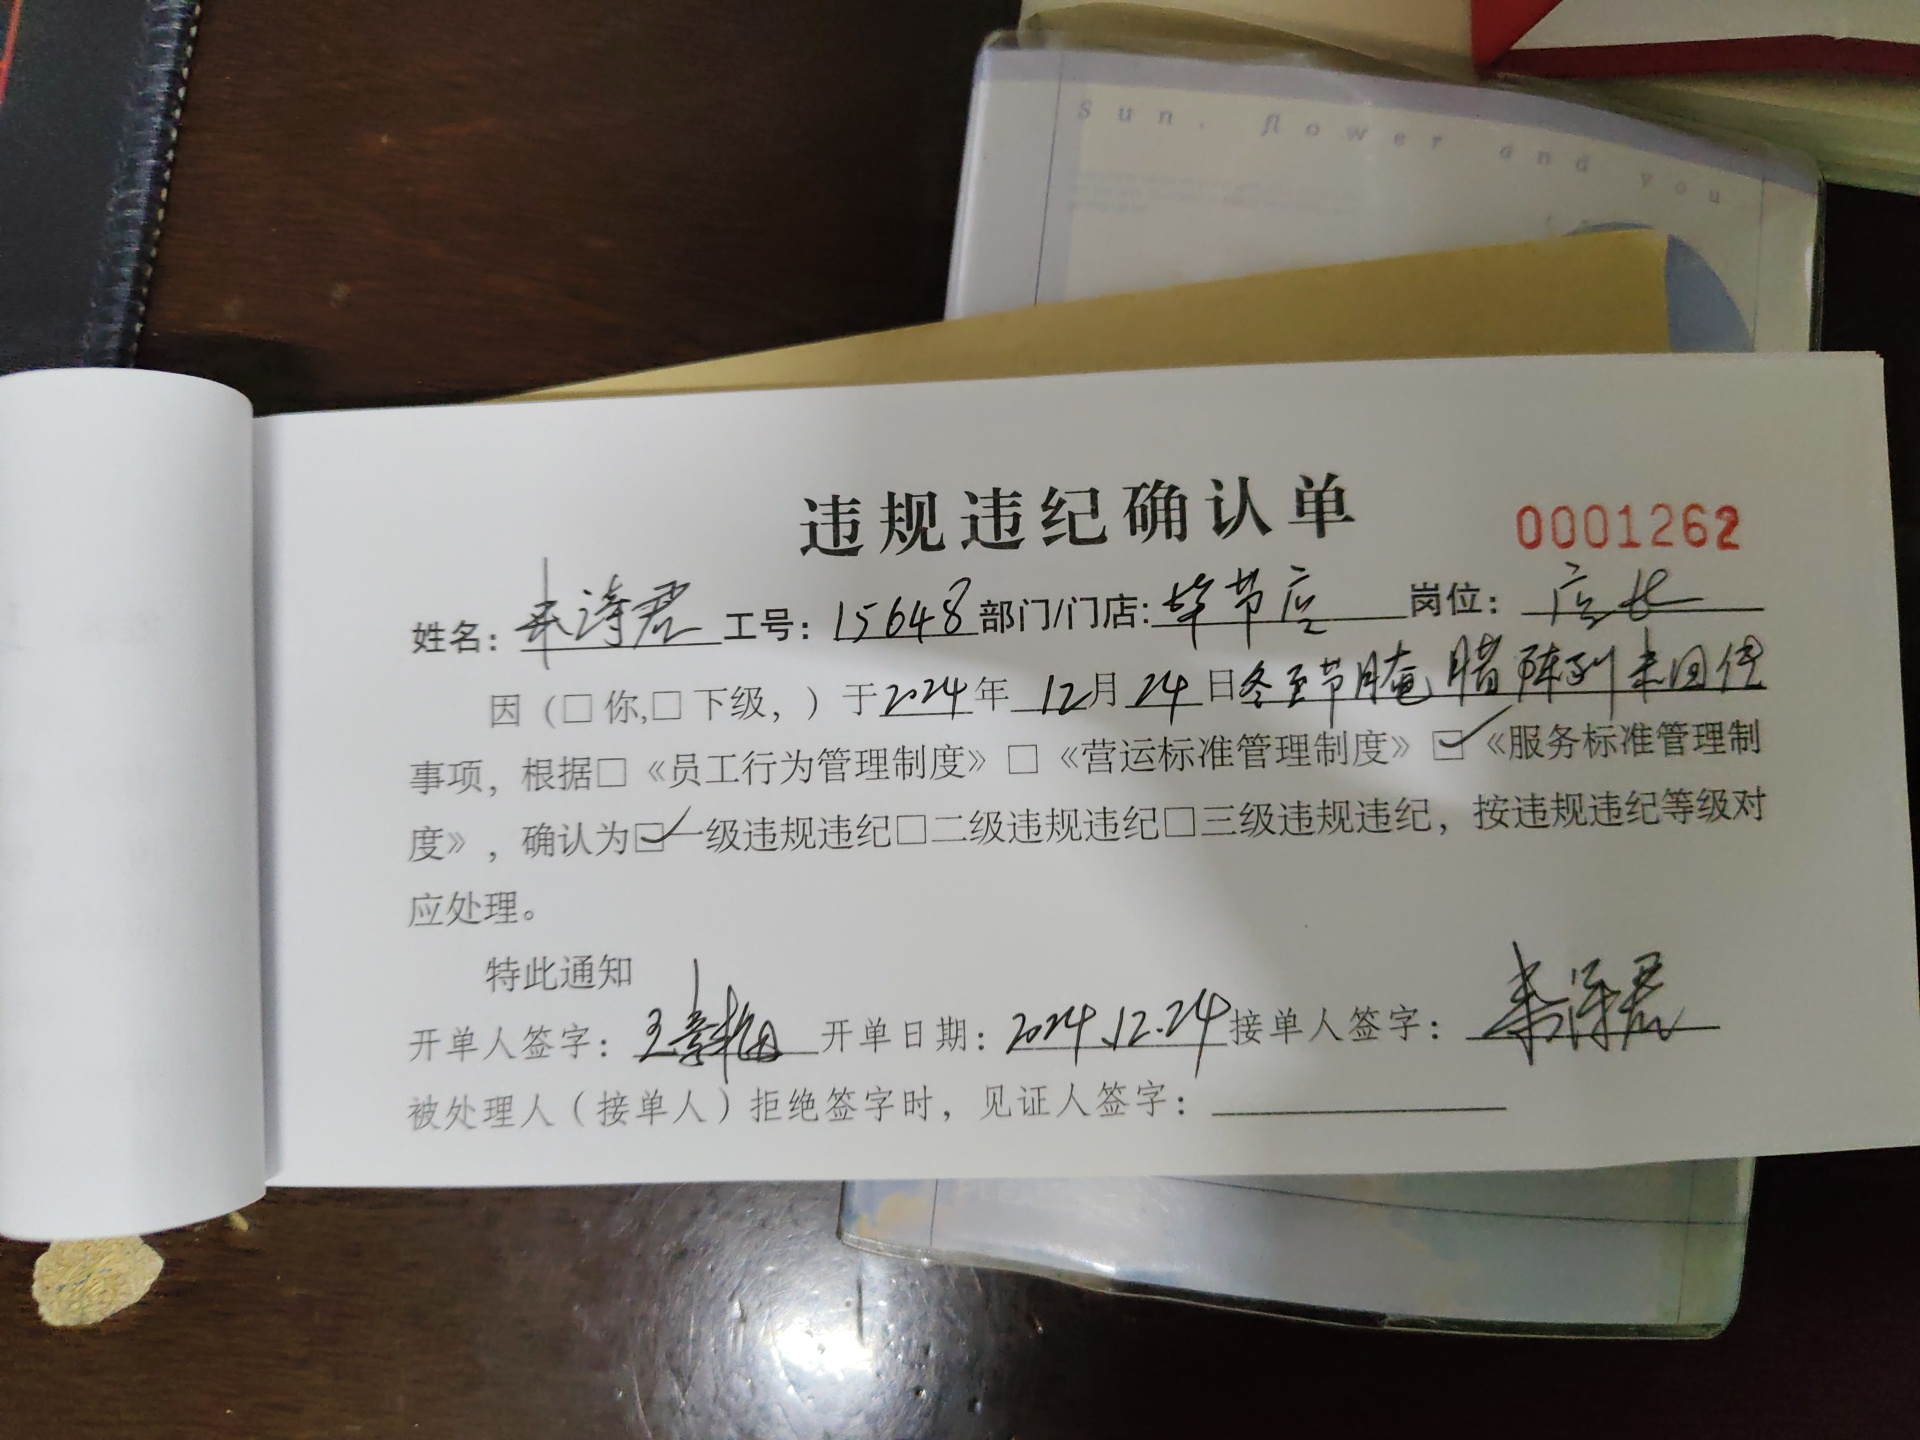 Sun. flower and you
违规违纪确认单
0001262
姓名: 诗君 工号: 15648 部门/门店: 毕节店 岗位: 店长
因（□你,□下级，）于2024年 12月 24 日冬至节腌腊陈列未回传
事项，根据□《员工行为管理制度》□《营运标准管理制度》☑《服务标准管理制
度》，确认为☑一级违规违纪□二级违规违纪□三级违规违纪，按违规违纪等级对
应处理。
特此通知
开单人签字: 王 开单日期: 2024.12.24 接单人签字:
被处理人（接单人）拒绝签字时，见证人签字: